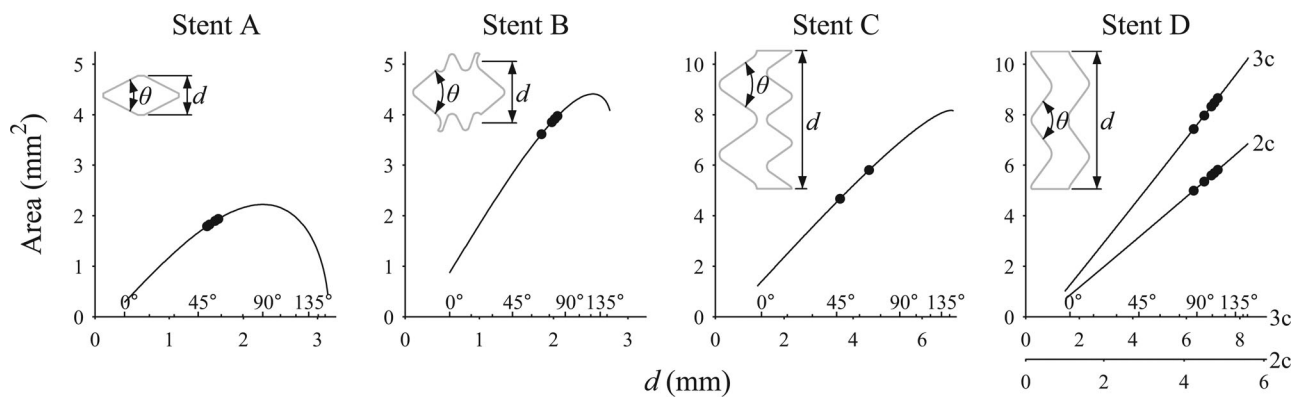 Stent A
Stent B
Stent C
Stent D
Area (mm²)
5
4
3
2
1
0
θ
d
0° 45° 90° 135°
0 1 2 3
5
4
3
2
1
0
θ
d
0° 45° 90° 135°
0 1 2 3
10
8
6
4
2
0
θ
d
0° 45° 90° 135°
0 2 4 6
10
8
6
4
2
0
θ
d
3c
2c
0° 45° 90° 135°
0 2 4 6 8 3c
2c
0 2 4 6
d (mm)